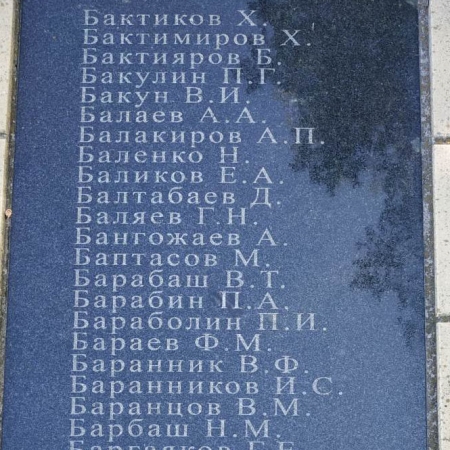 Бактиков Х.
Бактимиров Х.
Бактияров Б.
Бакулин П.Г.
Бакун В.И.
Балаев А.А.
Балакиров А.П.
Баленко Н.
Баликов Е.А.
Балтабаев Д.
Баляев Г.Н.
Бангожаев А.
Баптасов М.
Барабаш В.Т.
Барабин П.А.
Бараболин П.И.
Бараев Ф.М.
Баранник В.Ф.
Баранников И.С.
Баранцов В.М.
Барбаш Н.М.